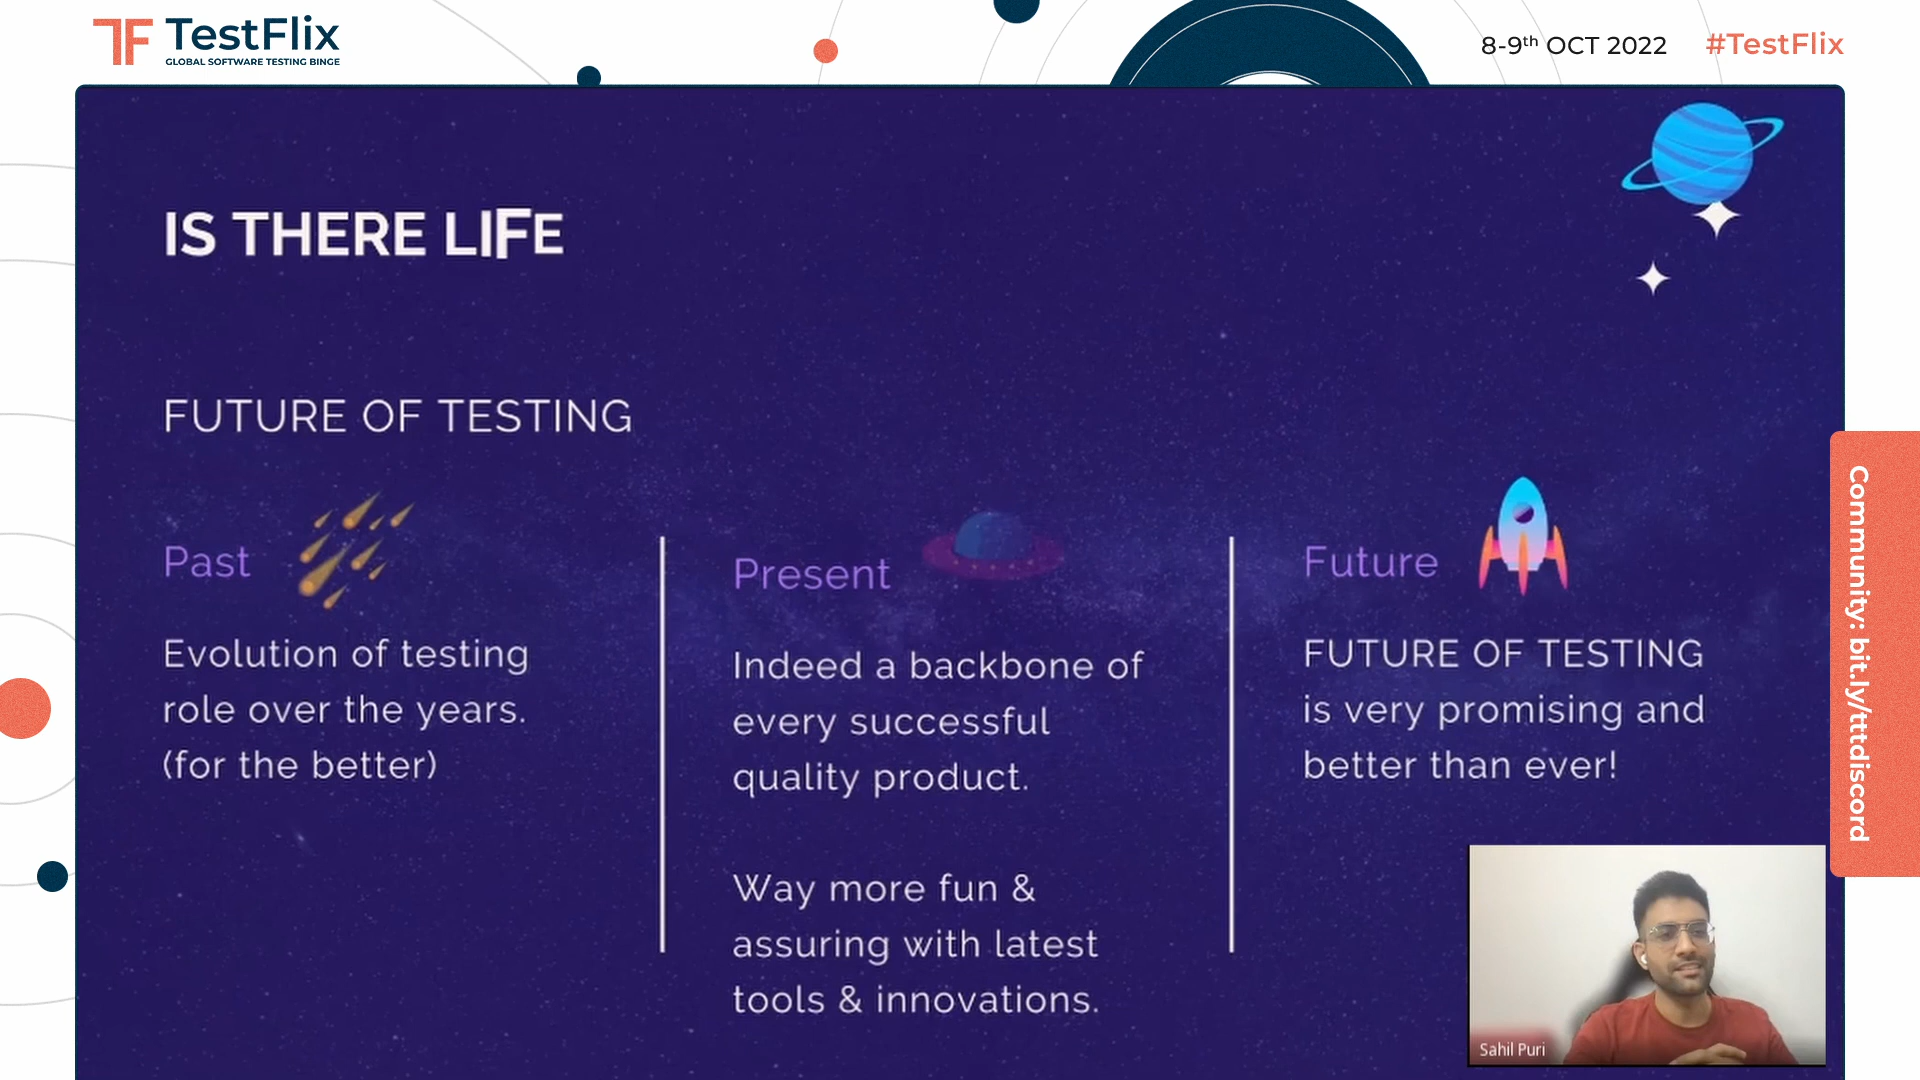 TF TestFlix
GLOBAL SOFTWARE TESTING BINGE
8-9th OCT 2022
#TestFlix
IS THERE LIFE
FUTURE OF TESTING
Past
Evolution of testing
role over the years.
(for the better)
Present
Indeed a backbone of
every successful
quality product.
Way more fun &
assuring with latest
tools & innovations.
Future
FUTURE OF TESTING
is very promising and
better than ever!
Community: bit.ly/tttdiscord
Sahil Puri